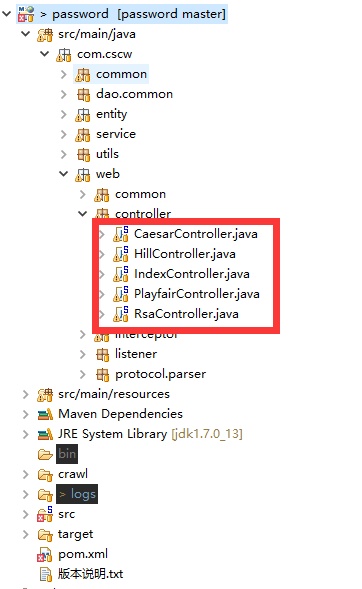 > password [password master]
src/main/java
com.cscw
common
dao.common
entity
service
utils
web
common
controller
CaesarController.java
HillController.java
IndexController.java
PlayfairController.java
RsaController.java
interceptor
listener
protocol.parser
src/main/resources
Maven Dependencies
JRE System Library [jdk1.7.0_13]
bin
crawl
> logs
src
target
pom.xml
版本说明.txt